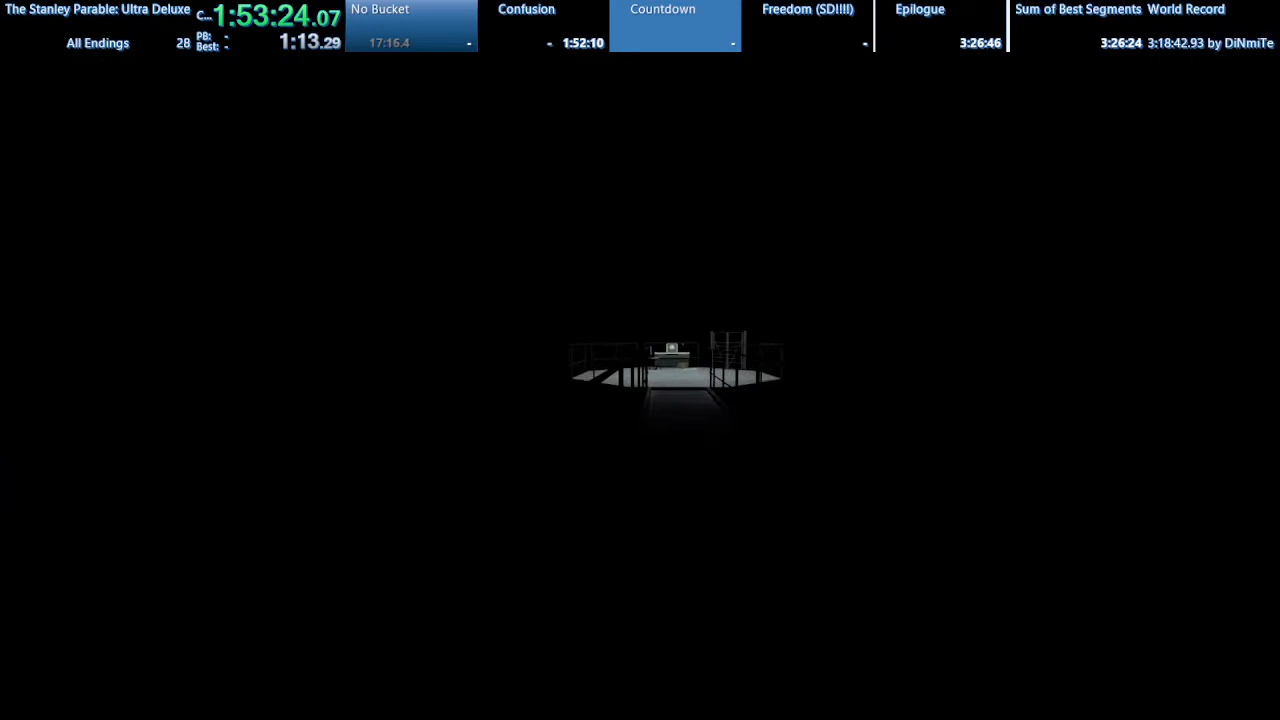 The Stanley Parable: Ultra Deluxe
All Endings 28
C... 1:53:24.07
PB: -
Best: -
1:13.29
No Bucket
17:16.4 -
Confusion
- 1:52:10
Countdown
-
Freedom (SD!!!!)
-
Epilogue
3:26:46
Sum of Best Segments
3:26:24
World Record
3:18:42.93 by DiNmiTe